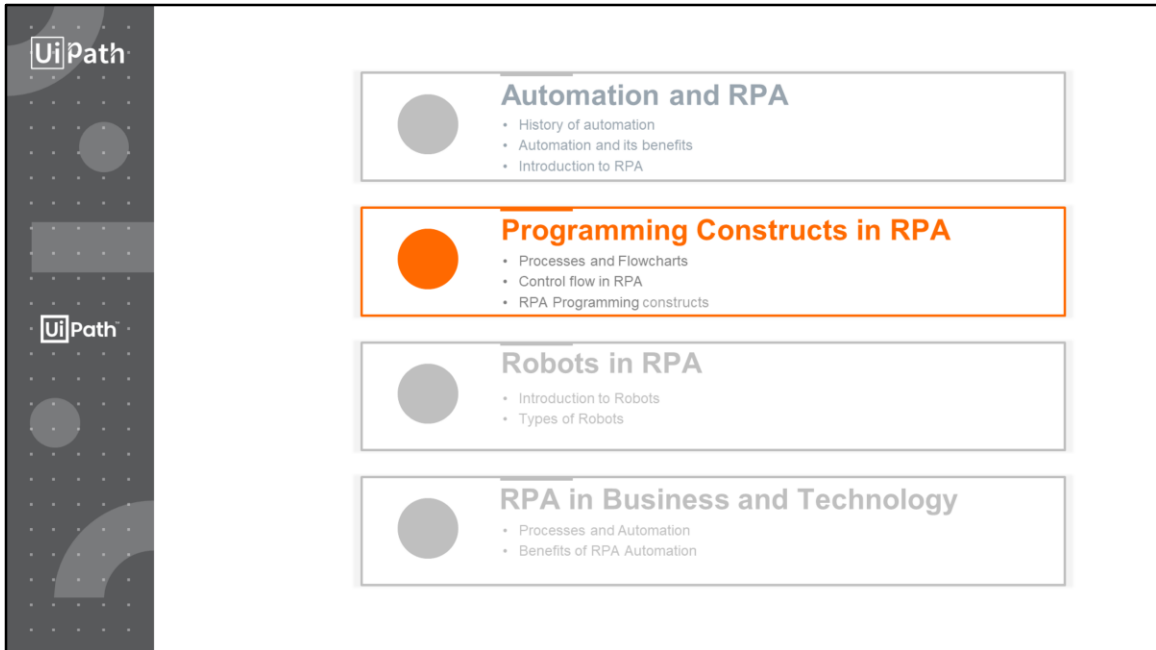 UiPath
UiPath™
Automation and RPA
• History of automation
• Automation and its benefits
• Introduction to RPA
Programming Constructs in RPA
• Processes and Flowcharts
• Control flow in RPA
• RPA Programming constructs
Robots in RPA
• Introduction to Robots
• Types of Robots
RPA in Business and Technology
• Processes and Automation
• Benefits of RPA Automation